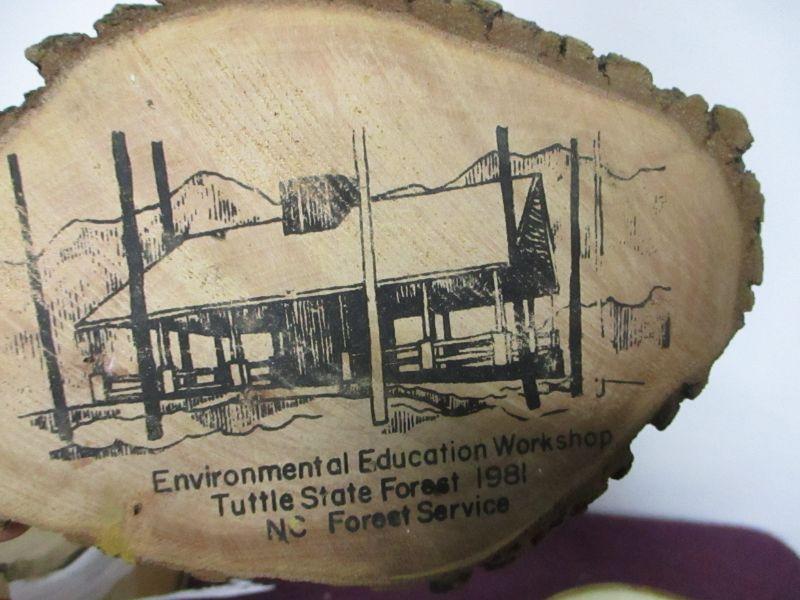 Environmental Education Workshop
Tuttle State Forest 1981
NC Forest Service